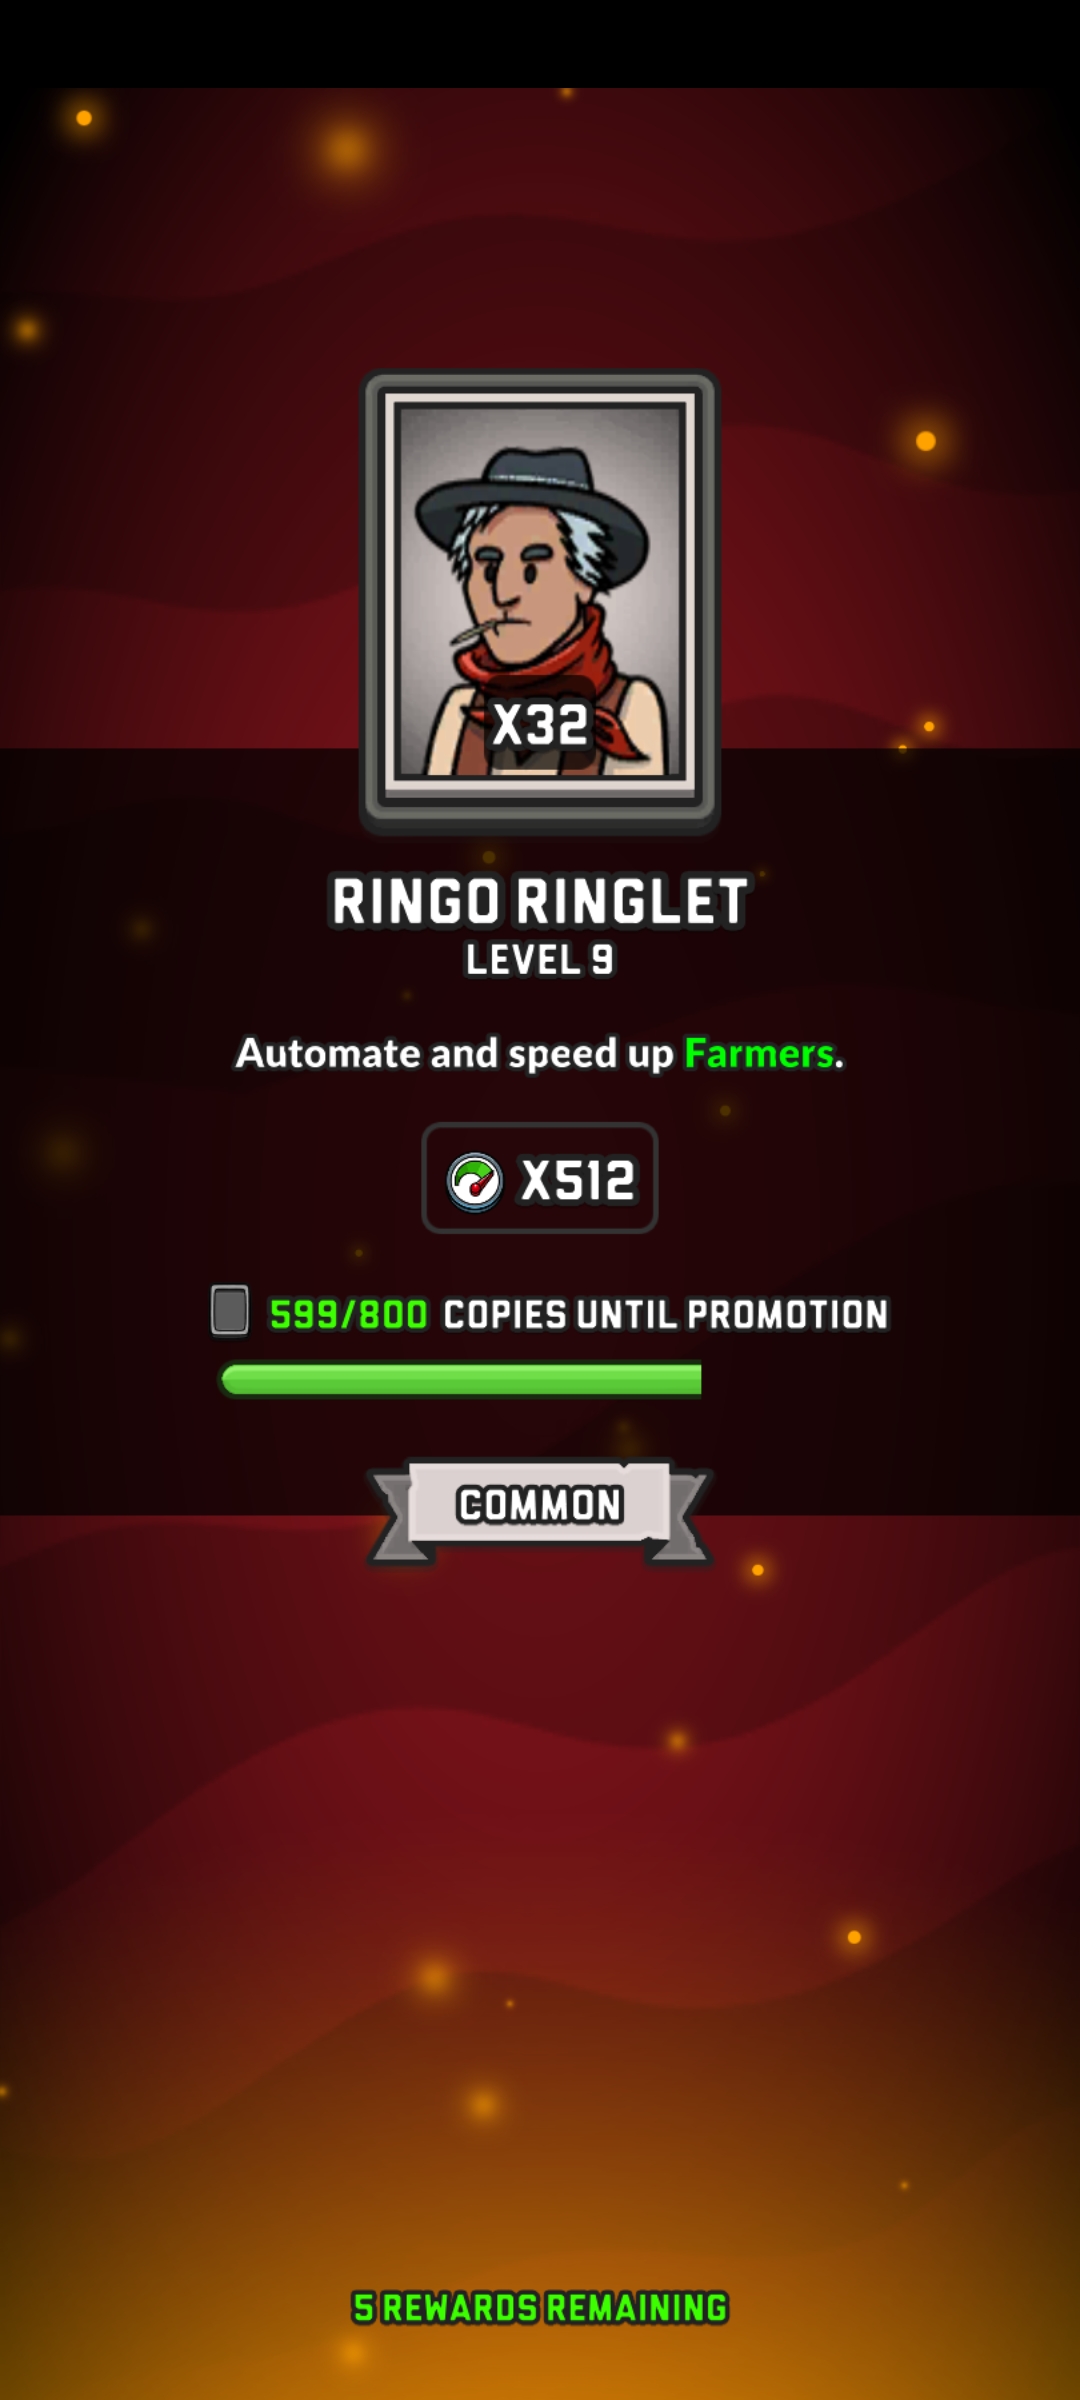 X32
RINGO RINGLET
LEVEL 9
Automate and speed up Farmers.
X512
599/800 COPIES UNTIL PROMOTION
COMMON
5 REWARDS REMAINING